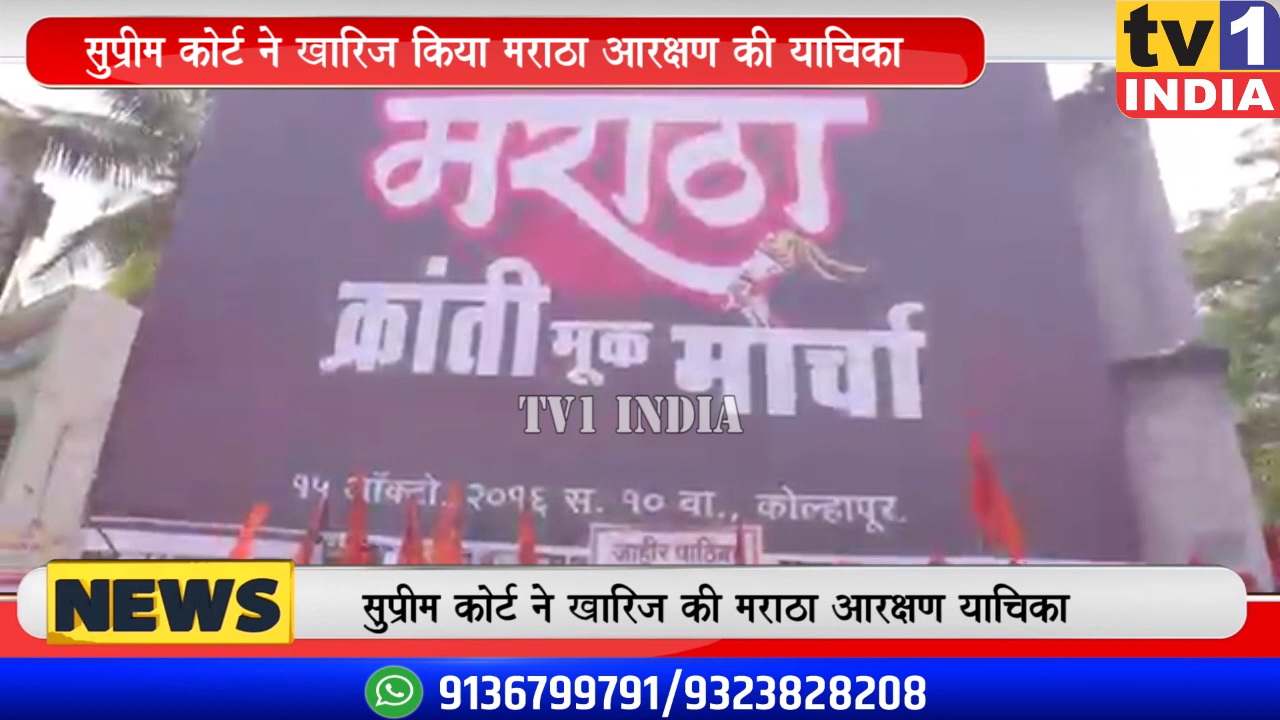 सुप्रीम कोर्ट ने खारिज किया मराठा आरक्षण की याचिका
tv1
INDIA
मराठा
क्रांती मूक मोर्चा
TV1 INDIA
१५ ऑक्टो. २०१६ स. १० वा., कोल्हापूर.
जाहीर पाठिंबा
NEWS
सुप्रीम कोर्ट ने खारिज की मराठा आरक्षण याचिका
9136799791/9323828208